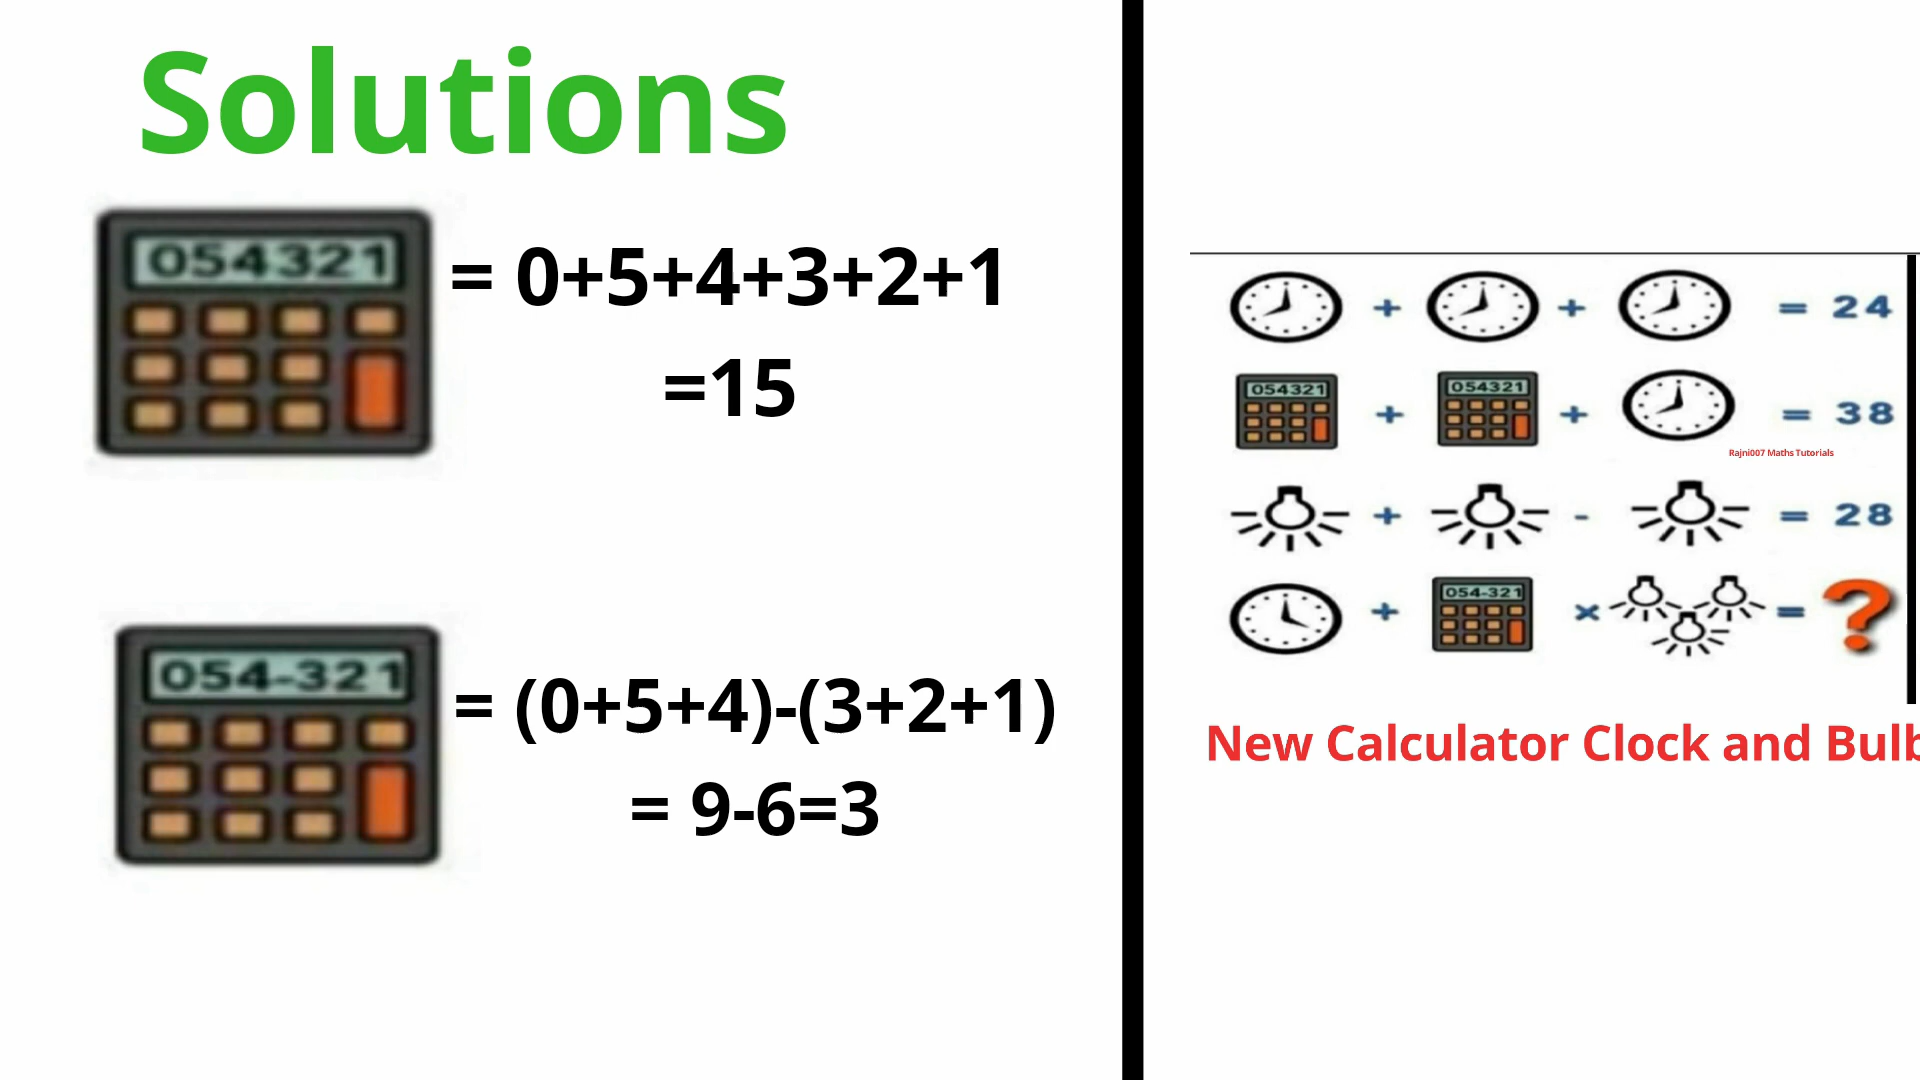 Solutions
054321
= 0+5+4+3+2+1
=15
054-321
= (0+5+4)-(3+2+1)
= 9-6=3
+ + = 24
054321 + 054321 + = 38
Rajni007 Maths Tutorials
+ - = 28
+ 054-321 × = ?
New Calculator Clock and Bulb